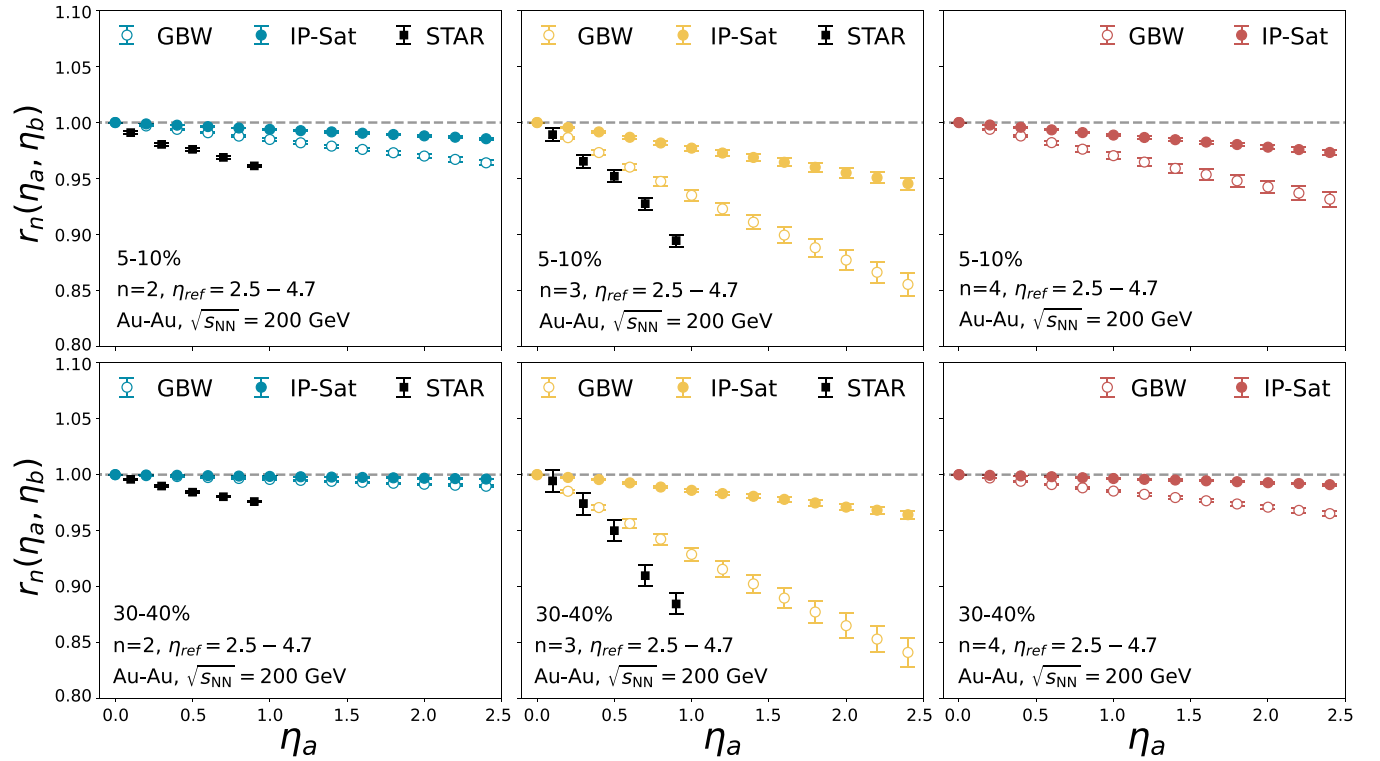 GBW IP-Sat STAR
1.10
1.05
1.00
0.95
0.90
0.85
0.80
rₙ(ηₐ, η_b)
5-10%
n=2, η_ref = 2.5 − 4.7
Au-Au, √s_NN = 200 GeV
GBW IP-Sat STAR
5-10%
n=3, η_ref = 2.5 − 4.7
Au-Au, √s_NN = 200 GeV
GBW IP-Sat
5-10%
n=4, η_ref = 2.5 − 4.7
Au-Au, √s_NN = 200 GeV
GBW IP-Sat STAR
1.10
1.05
1.00
0.95
0.90
0.85
0.80
rₙ(ηₐ, η_b)
30-40%
n=2, η_ref = 2.5 − 4.7
Au-Au, √s_NN = 200 GeV
0.0 0.5 1.0 1.5 2.0 2.5
ηₐ
GBW IP-Sat STAR
30-40%
n=3, η_ref = 2.5 − 4.7
Au-Au, √s_NN = 200 GeV
0.0 0.5 1.0 1.5 2.0 2.5
ηₐ
GBW IP-Sat
30-40%
n=4, η_ref = 2.5 − 4.7
Au-Au, √s_NN = 200 GeV
0.0 0.5 1.0 1.5 2.0 2.5
ηₐ